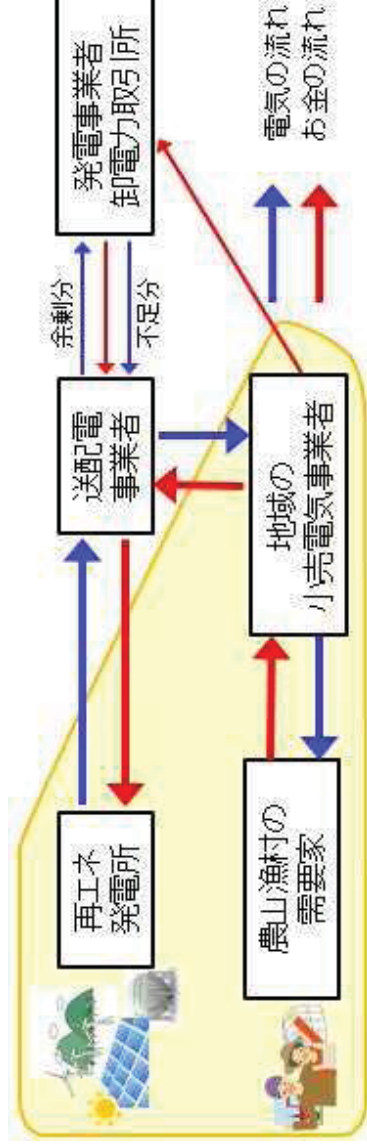 再エネ
発電所
送配電
事業者
余剰分
不足分
発電事業者
卸電力取引所
農山漁村の
需要家
地域の
小売電気事業者
電気の流れ
お金の流れ